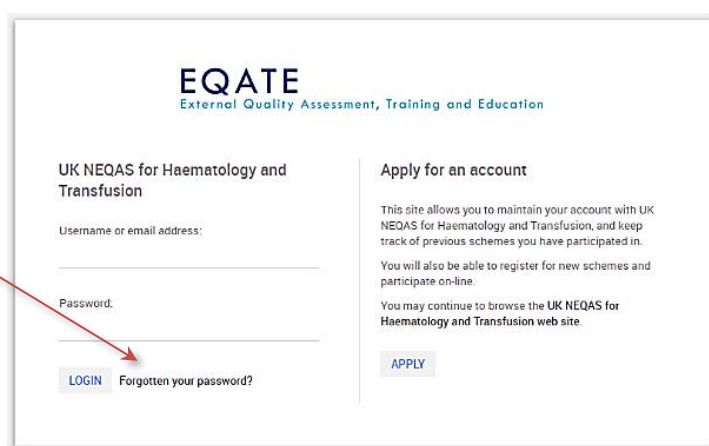 EQATE
External Quality Assessment, Training and Education
UK NEQAS for Haematology and
Transfusion
Username or email address:
Password:
LOGIN
Forgotten your password?
Apply for an account
This site allows you to maintain your account with UK
NEQAS for Haematology and Transfusion, and keep
track of previous schemes you have participated in.
You will also be able to register for new schemes and
participate on-line.
You may continue to browse the UK NEQAS for
Haematology and Transfusion web site.
APPLY